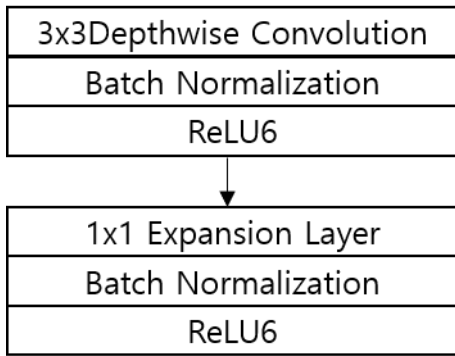 3x3Depthwise Convolution
Batch Normalization
ReLU6
1x1 Expansion Layer
Batch Normalization
ReLU6